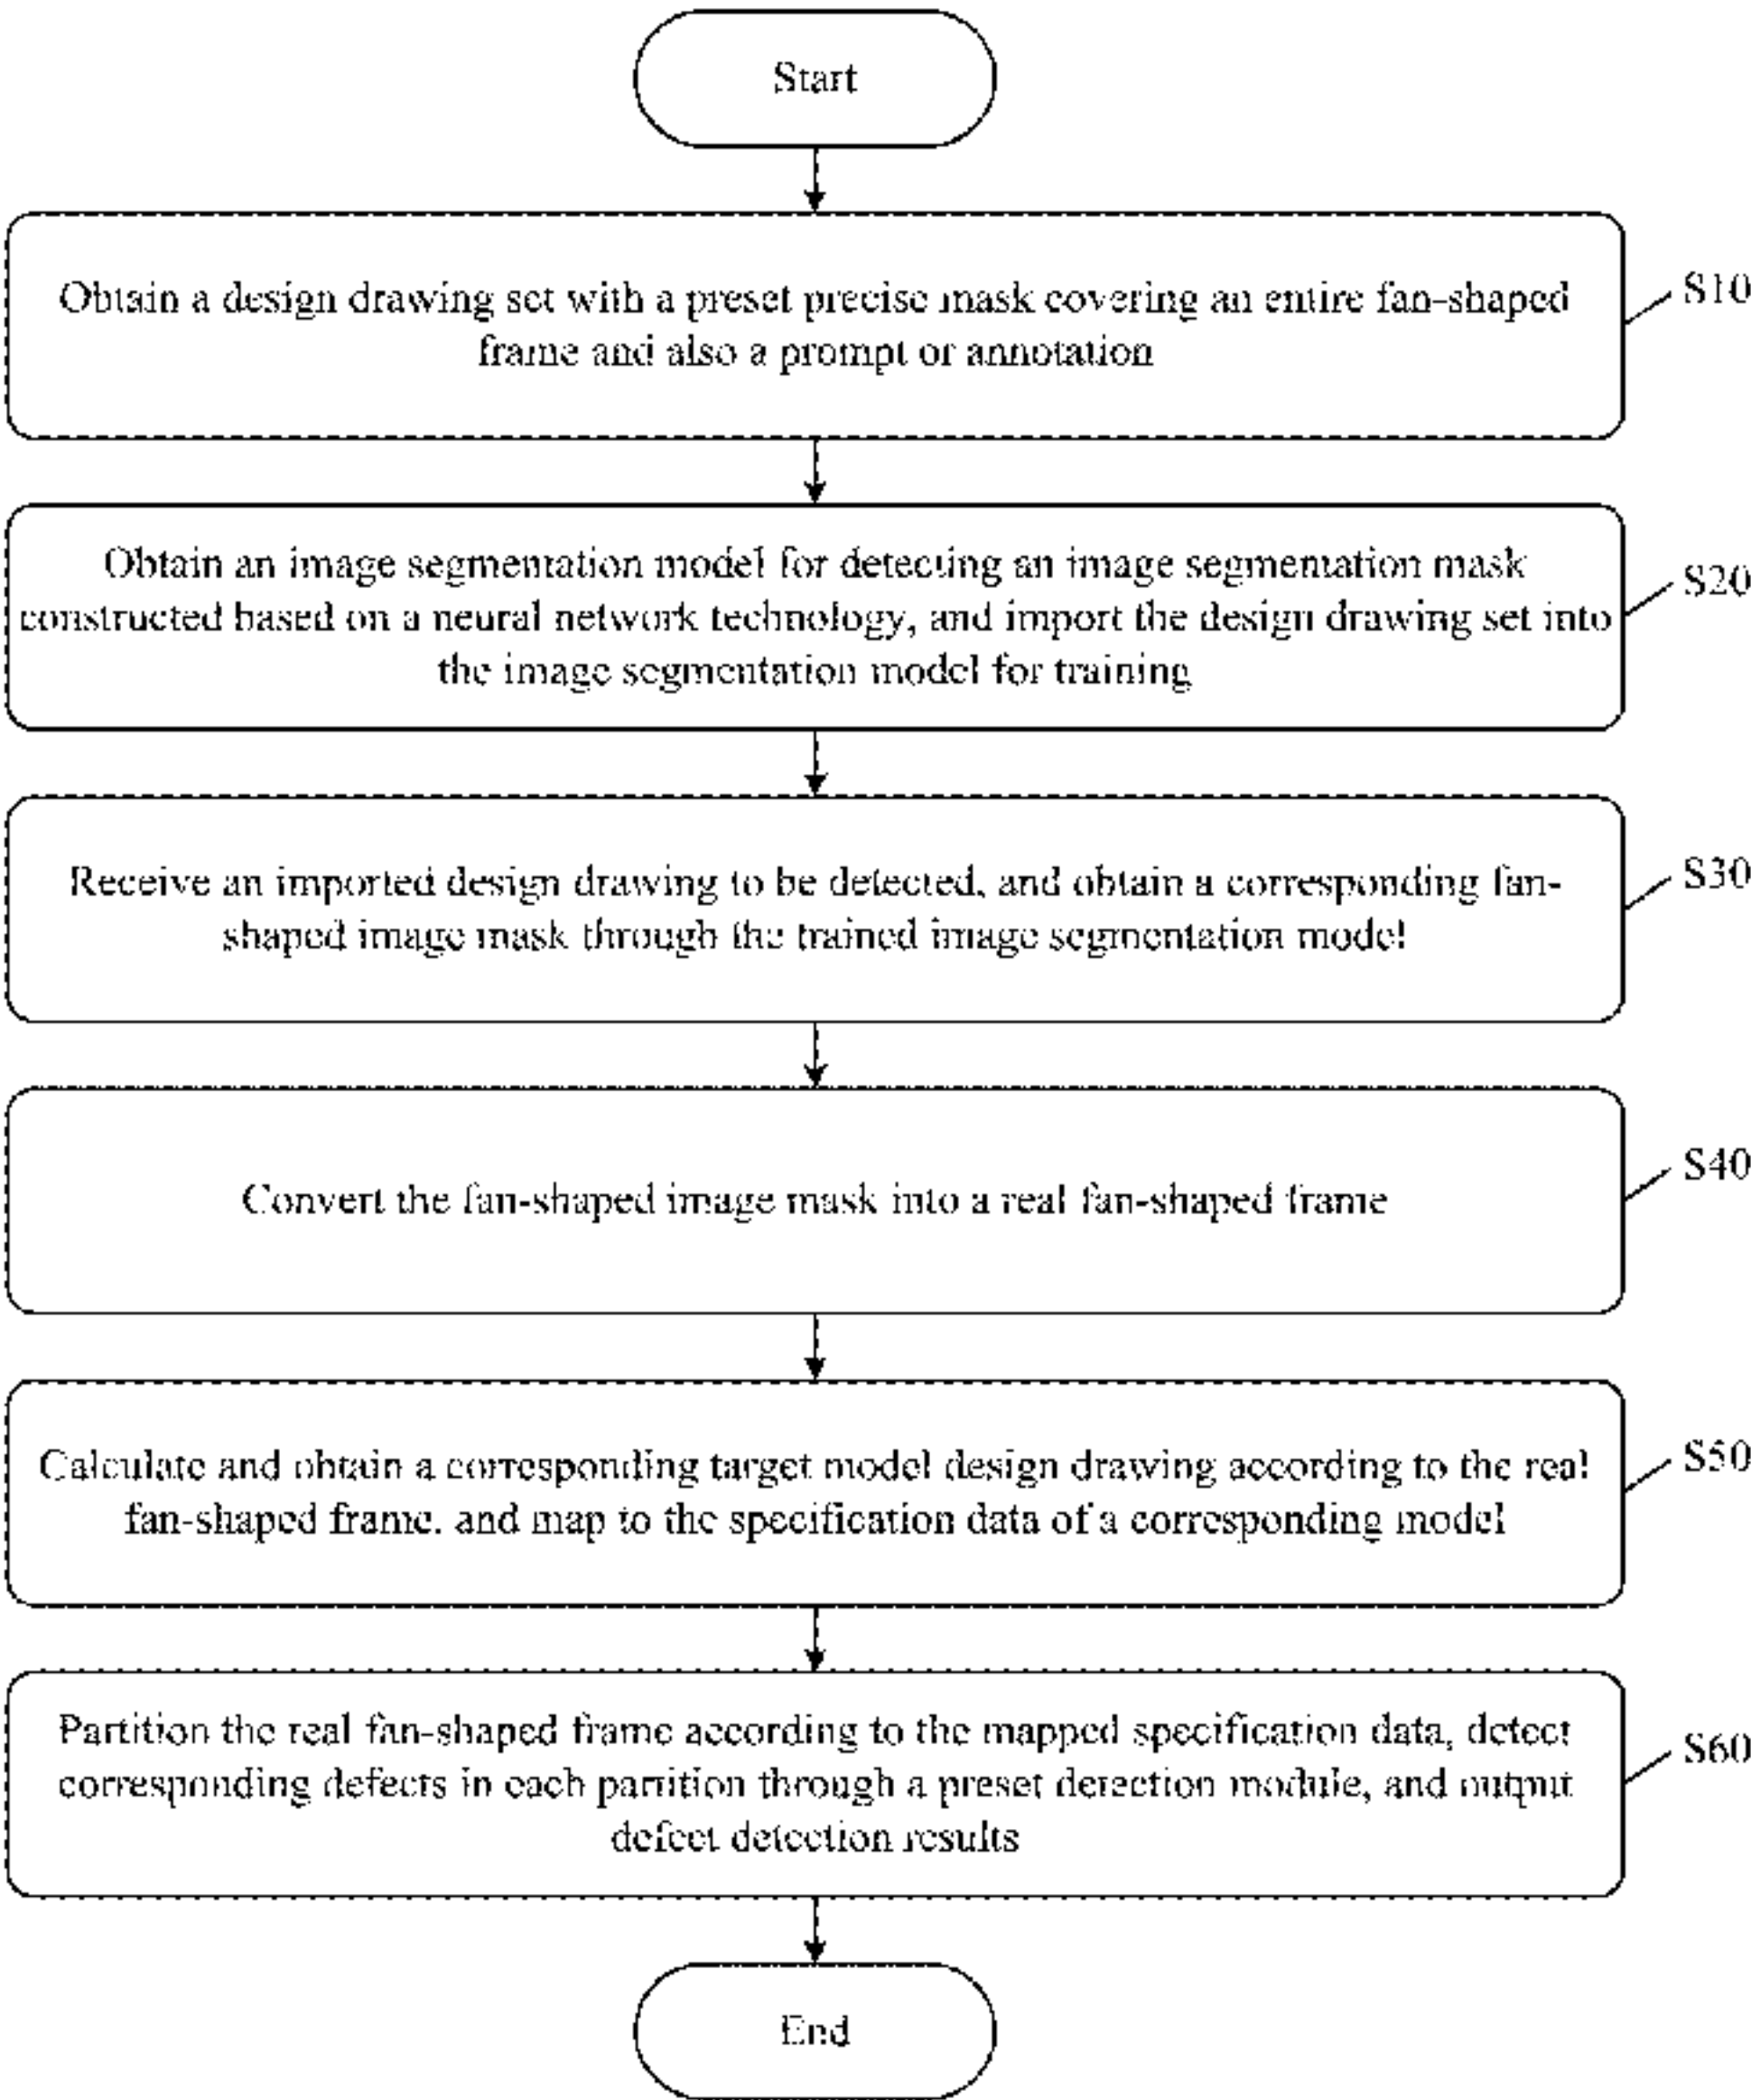 Start
Obtain a design drawing set with a preset precise mask covering an entire fan-shaped
frame and also a prompt or annotation
S10
Obtain an image segmentation model for detecting an image segmentation mask
constructed based on a neural network technology, and import the design drawing set into
the image segmentation model for training
S20
Receive an imported design drawing to be detected, and obtain a corresponding fan-
shaped image mask through the trained image segmentation model
S30
Convert the fan-shaped image mask into a real fan-shaped frame
S40
Calculate and obtain a corresponding target model design drawing according to the real
fan-shaped frame, and map to the specification data of a corresponding model
S50
Partition the real fan-shaped frame according to the mapped specification data, detect
corresponding defects in each partition through a preset detection module, and output
defect detection results
S60
End